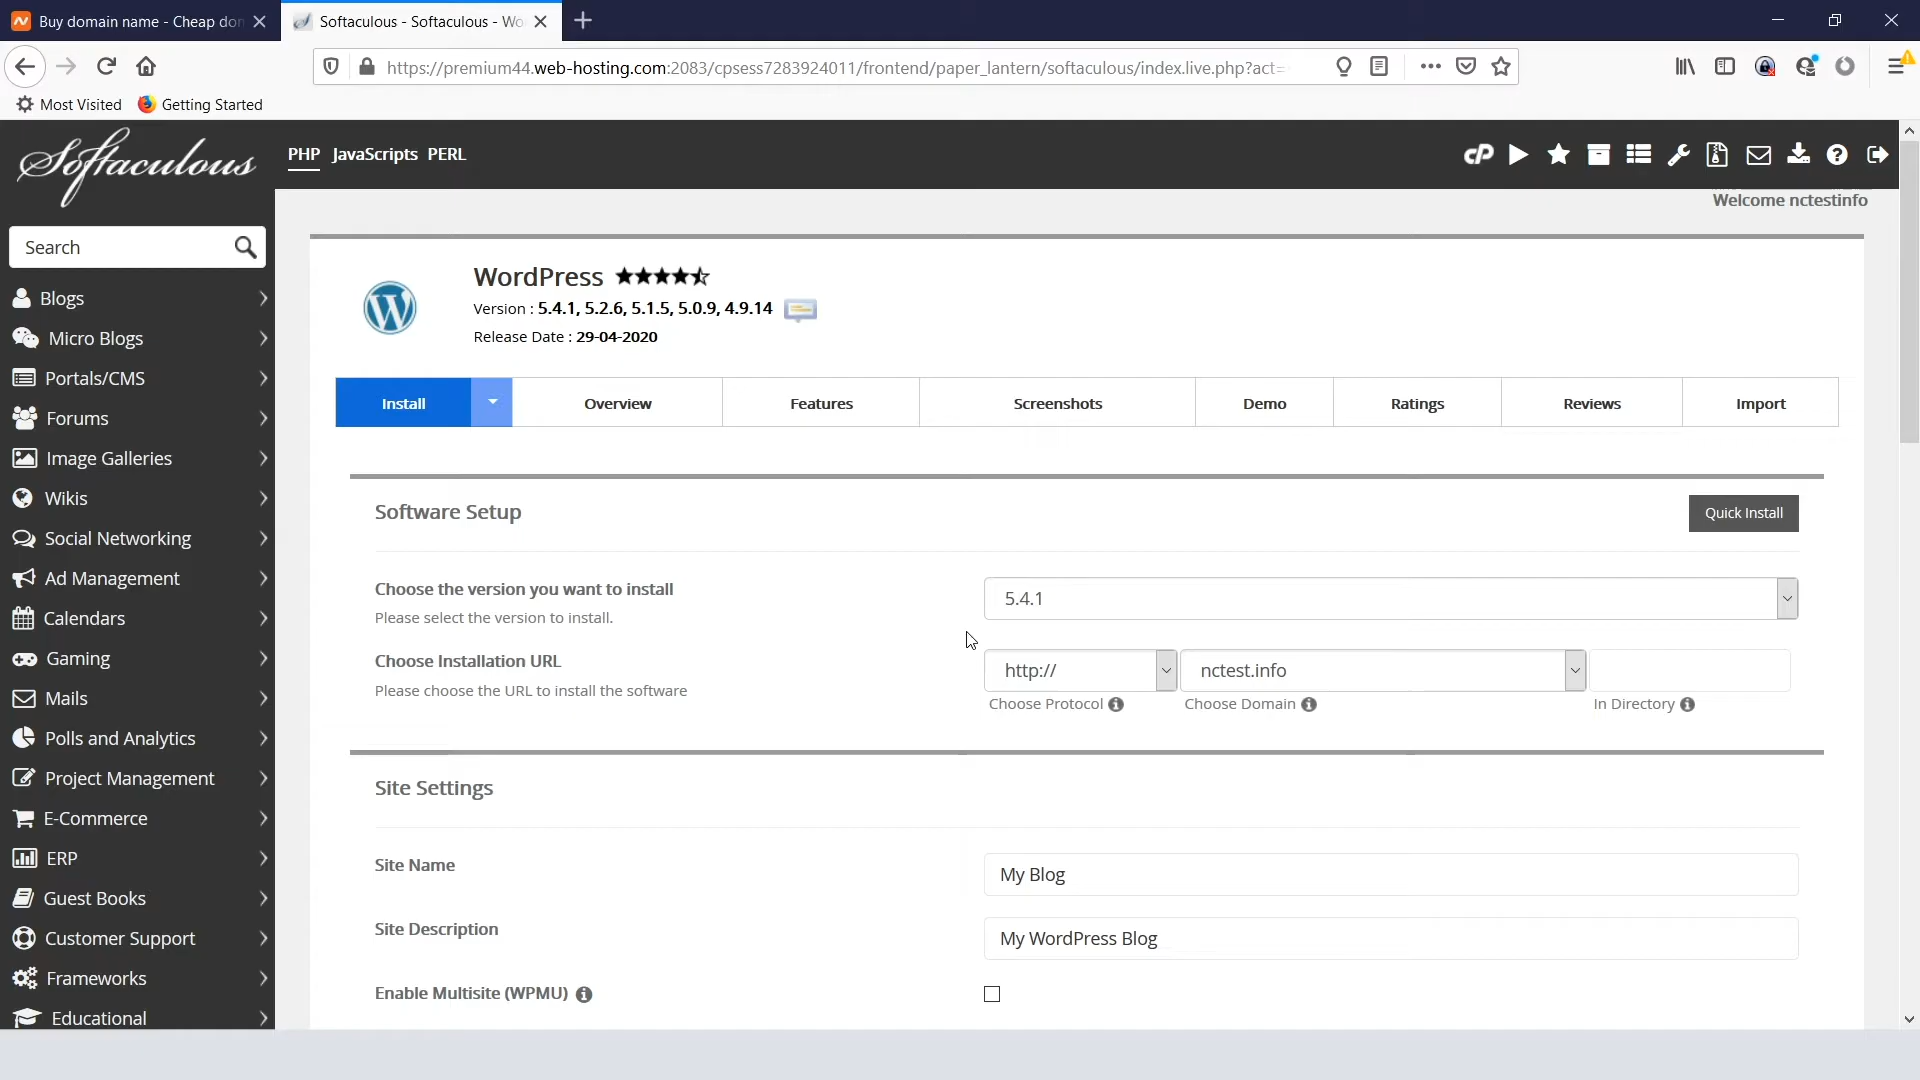 Buy domain name - Cheap do
Softaculous - Softaculous - Wo
https://premium44.web-hosting.com:2083/cpsess7283924011/frontend/paper_lantern/softaculous/index.live.php?act=
Most Visited
Getting Started
Softaculous
PHP JavaScripts PERL
cP
Welcome nctestinfo
Search
Blogs
Micro Blogs
Portals/CMS
Forums
Image Galleries
Wikis
Social Networking
Ad Management
Calendars
Gaming
Mails
Polls and Analytics
Project Management
E-Commerce
ERP
Guest Books
Customer Support
Frameworks
Educational
WordPress
Version : 5.4.1, 5.2.6, 5.1.5, 5.0.9, 4.9.14
Release Date : 29-04-2020
Install
Overview
Features
Screenshots
Demo
Ratings
Reviews
Import
Software Setup
Quick Install
Choose the version you want to install
Please select the version to install.
5.4.1
Choose Installation URL
Please choose the URL to install the software
http://
nctest.info
Choose Protocol
Choose Domain
In Directory
Site Settings
Site Name
My Blog
Site Description
My WordPress Blog
Enable Multisite (WPMU)